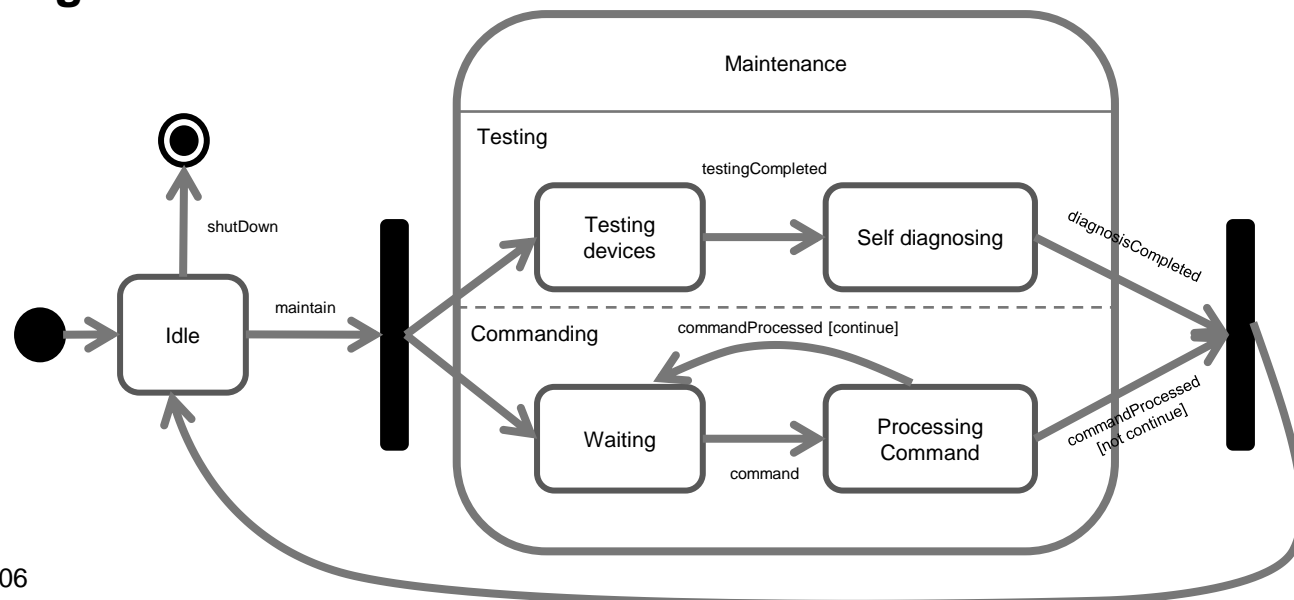 g
Maintenance
Testing
testingCompleted
Testing
devices
Self diagnosing
diagnosisCompleted
shutDown
maintain
Idle
Commanding
commandProcessed [continue]
Waiting
command
Processing
Command
commandProcessed
[not continue]
06